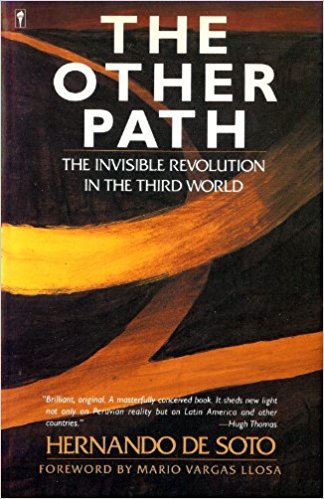 THE
OTHER
PATH
THE INVISIBLE REVOLUTION
IN THE THIRD WORLD
"Brilliant, original. A masterfully conceived book. It sheds new light
not only on Peruvian reality but on Latin America and other
countries." —Hugh Thomas
HERNANDO DE SOTO
FOREWORD BY MARIO VARGAS LLOSA